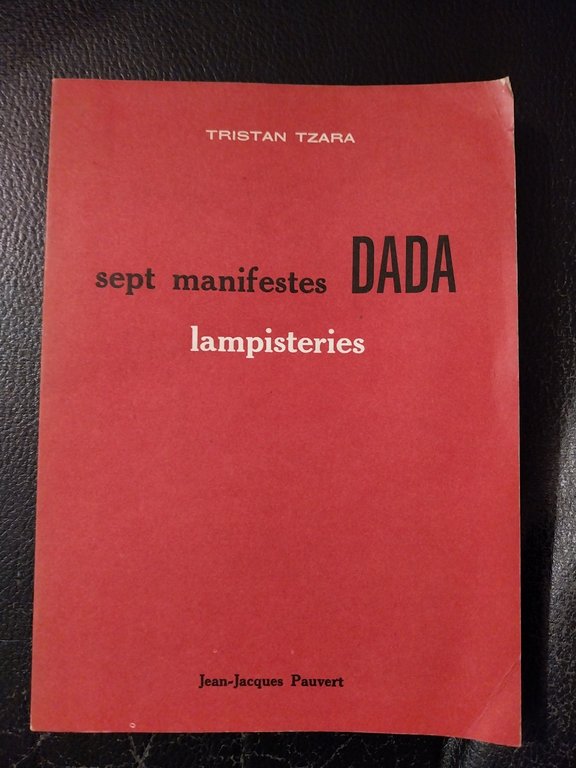 TRISTAN TZARA
sept manifestes DADA
lampisteries
Jean-Jacques Pauvert